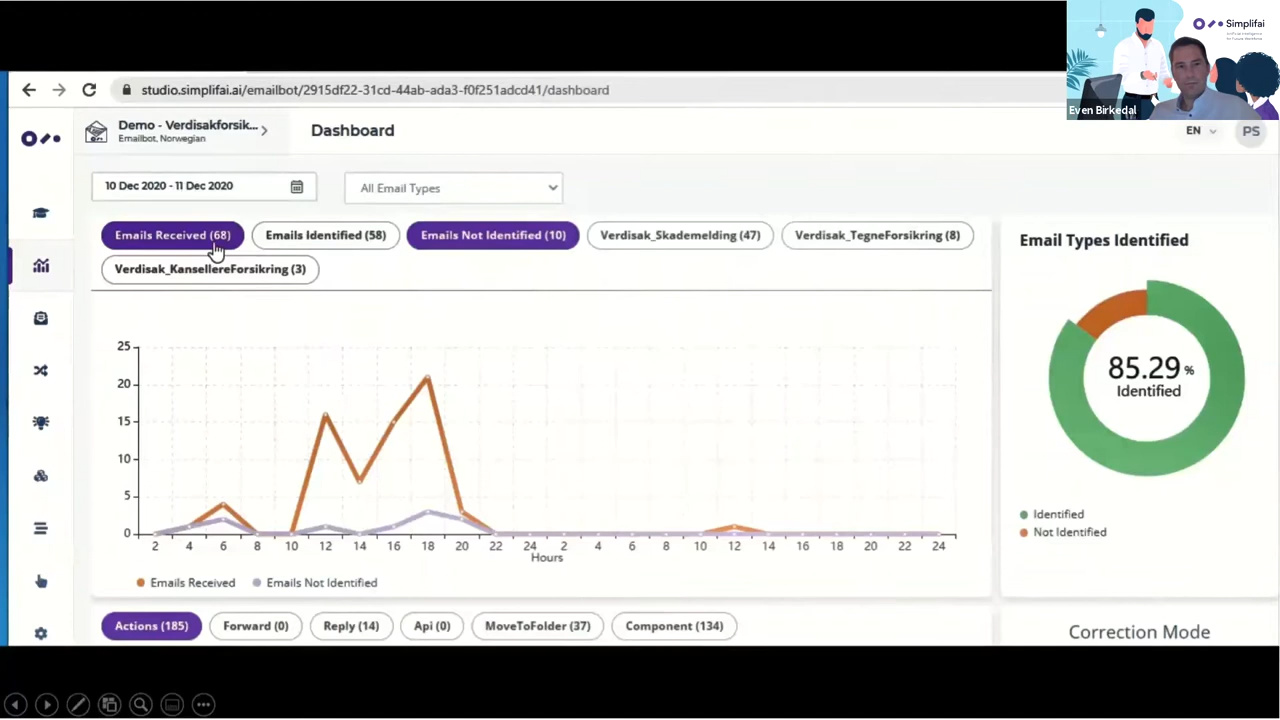 Simplifai
Even Birkedal
studio.simplifai.ai/emailbot/2915df22-31cd-44ab-ada3-f0f251adcd41/dashboard
Demo - Verdisakforsik...
Emailbot, Norwegian
Dashboard
EN
PS
10 Dec 2020 - 11 Dec 2020
All Email Types
Emails Received (68)
Emails Identified (58)
Emails Not Identified (10)
Verdisak_Skademelding (47)
Verdisak_TegneForsikring (8)
Verdisak_KansellereForsikring (3)
Email Types Identified
25
20
15
10
5
0
2 4 6 8 10 12 14 16 18 20 22 24 2 4 6 8 10 12 14 16 18 20 22 24
Hours
Emails Received
Emails Not Identified
85.29 %
Identified
Identified
Not Identified
Actions (185)
Forward (0)
Reply (14)
Api (0)
MoveToFolder (37)
Component (134)
Correction Mode